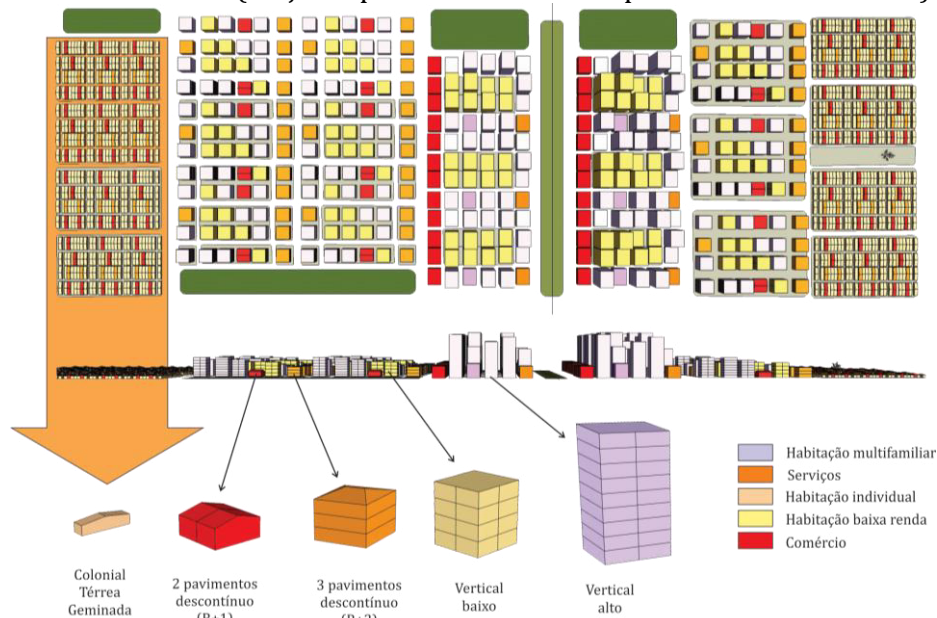 Habitação multifamiliar
Serviços
Habitação individual
Habitação baixa renda
Comércio
Colonial
Térrea
Geminada
2 pavimentos
descontínuo
3 pavimentos
descontínuo
Vertical
baixo
Vertical
alto